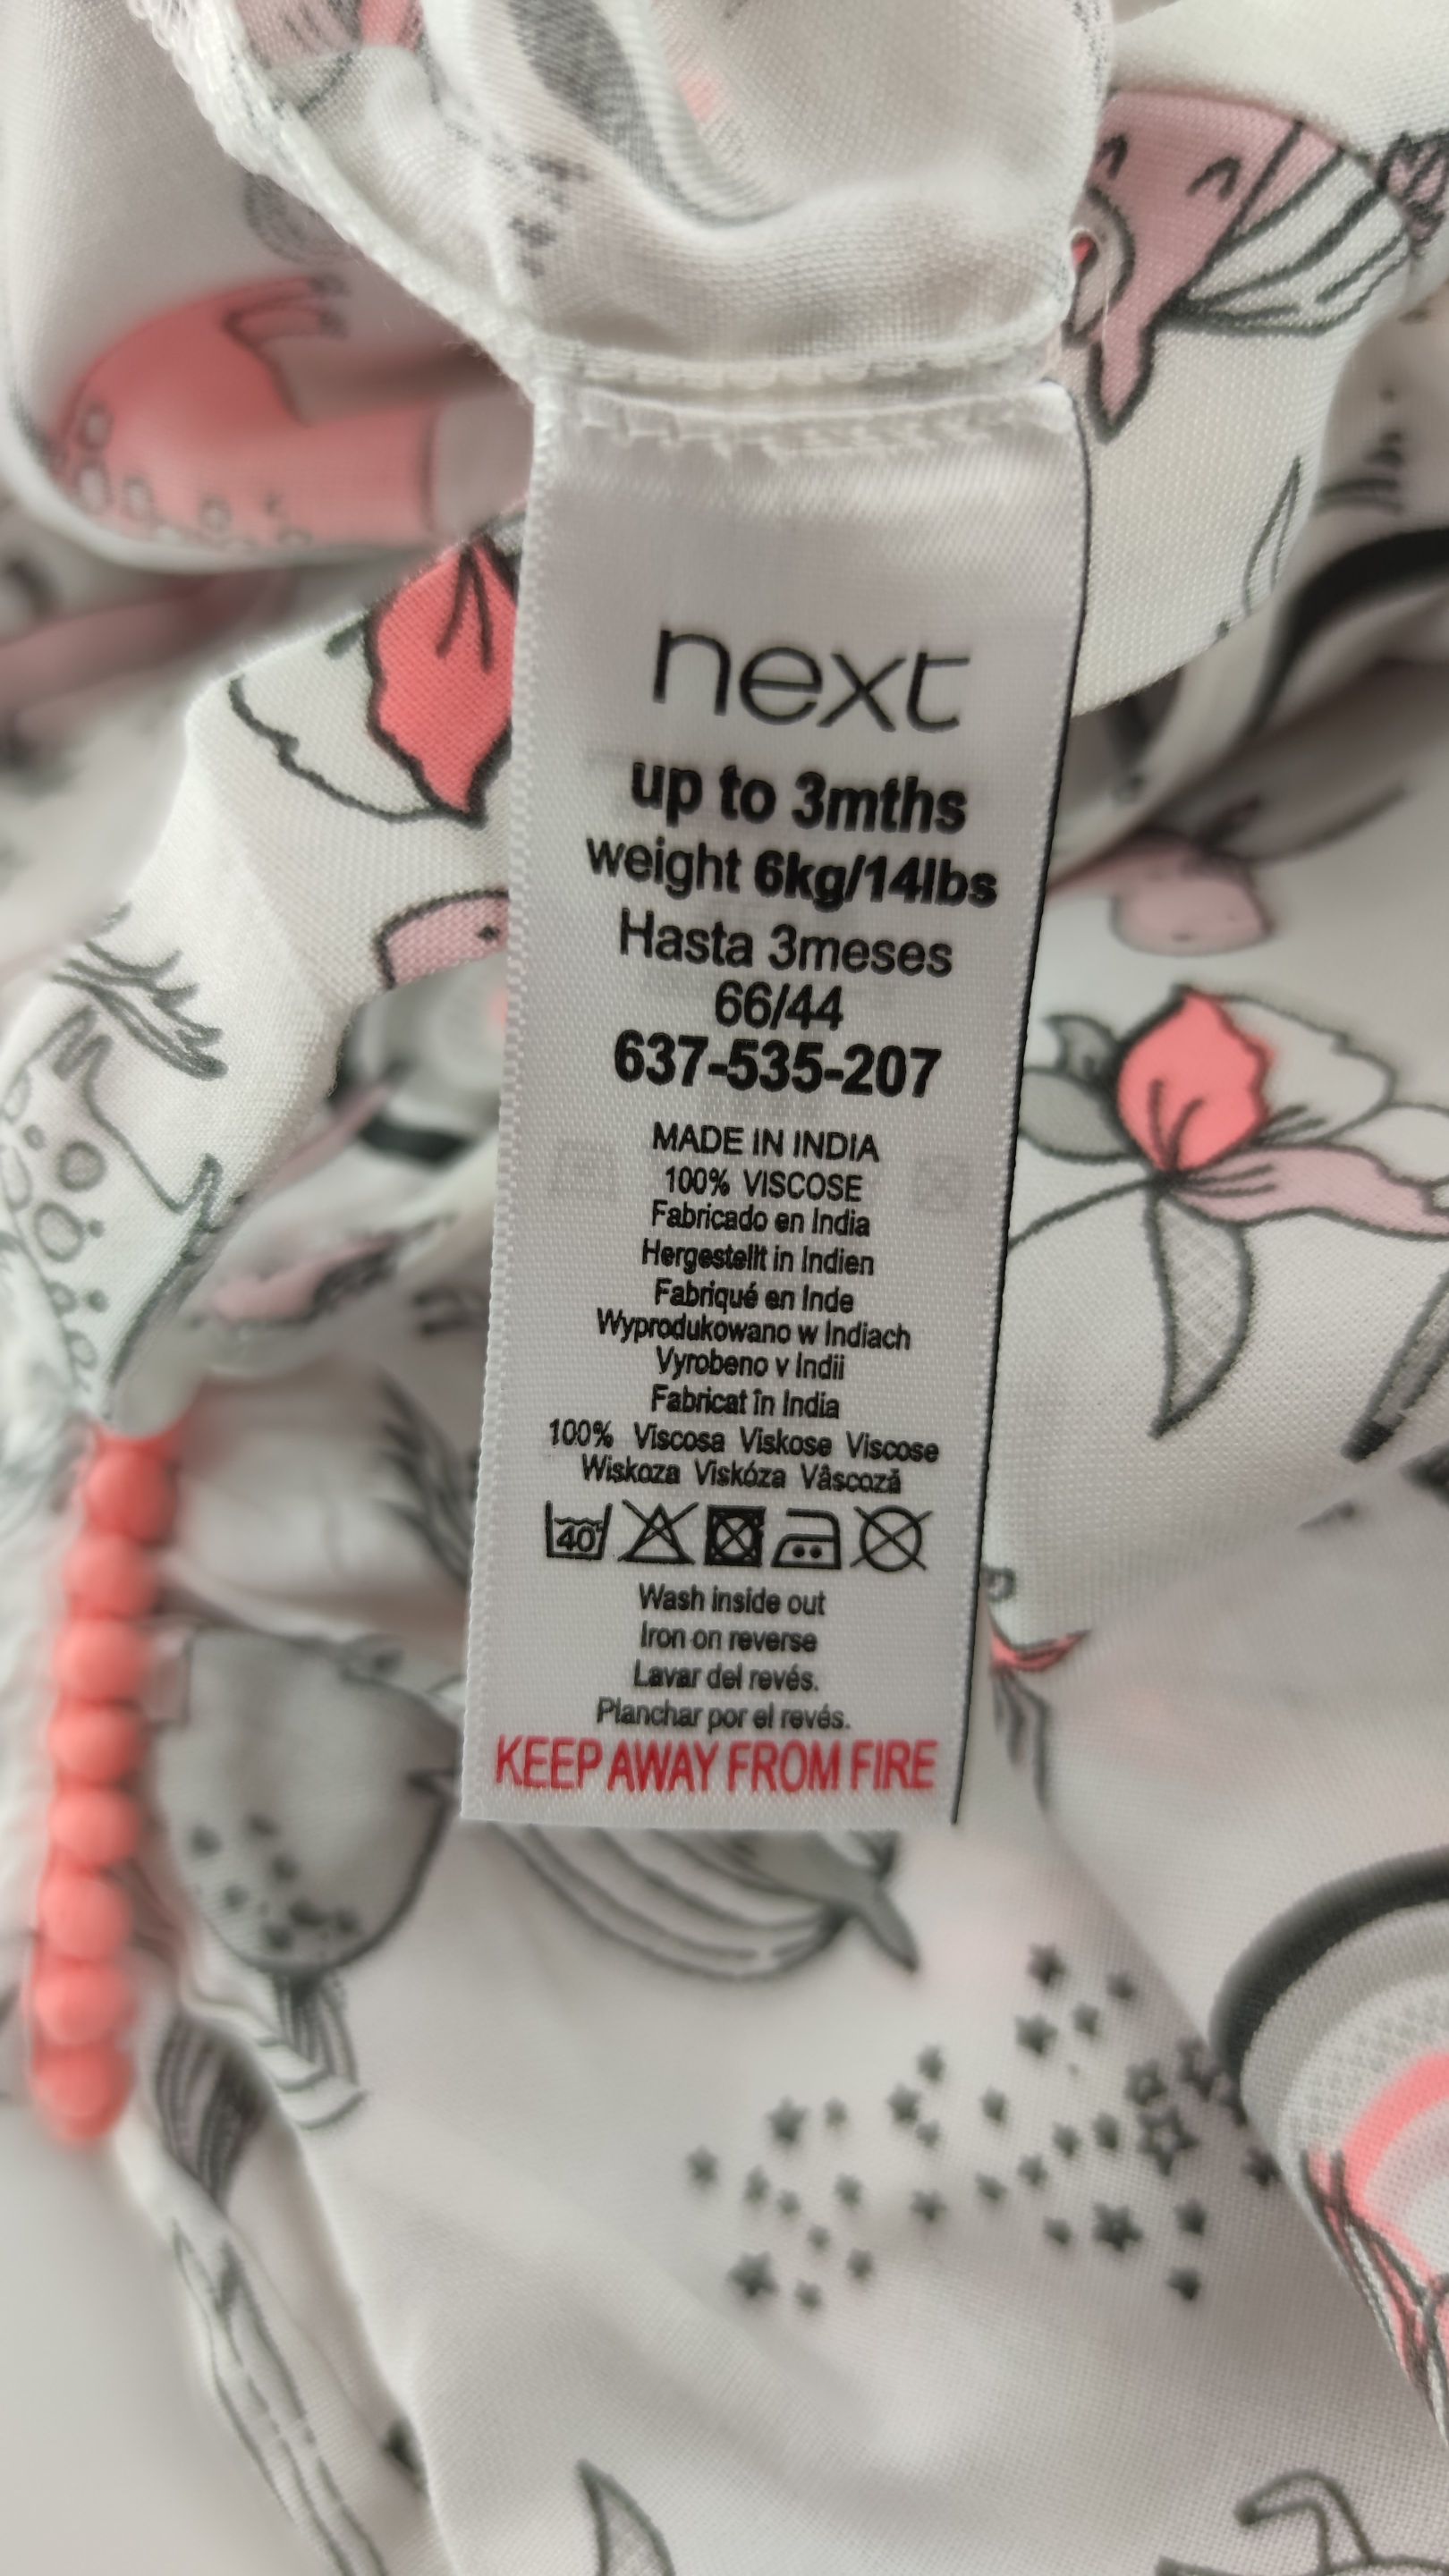 next
up to 3mths
weight 6kg/14lbs
Hasta 3meses
66/44
637-535-207
MADE IN INDIA
100% VISCOSE
Fabricado en India
Hergestellt in Indien
Fabriqué en Inde
Wyprodukowano w Indiach
Vyrobeno v Indii
Fabricat în India
100% Viscosa Viskose Viscose
Wiskoza Viskóza Vâscoză
40
Wash inside out
Iron on reverse
Lavar del revés.
Planchar por el revés.
KEEP AWAY FROM FIRE